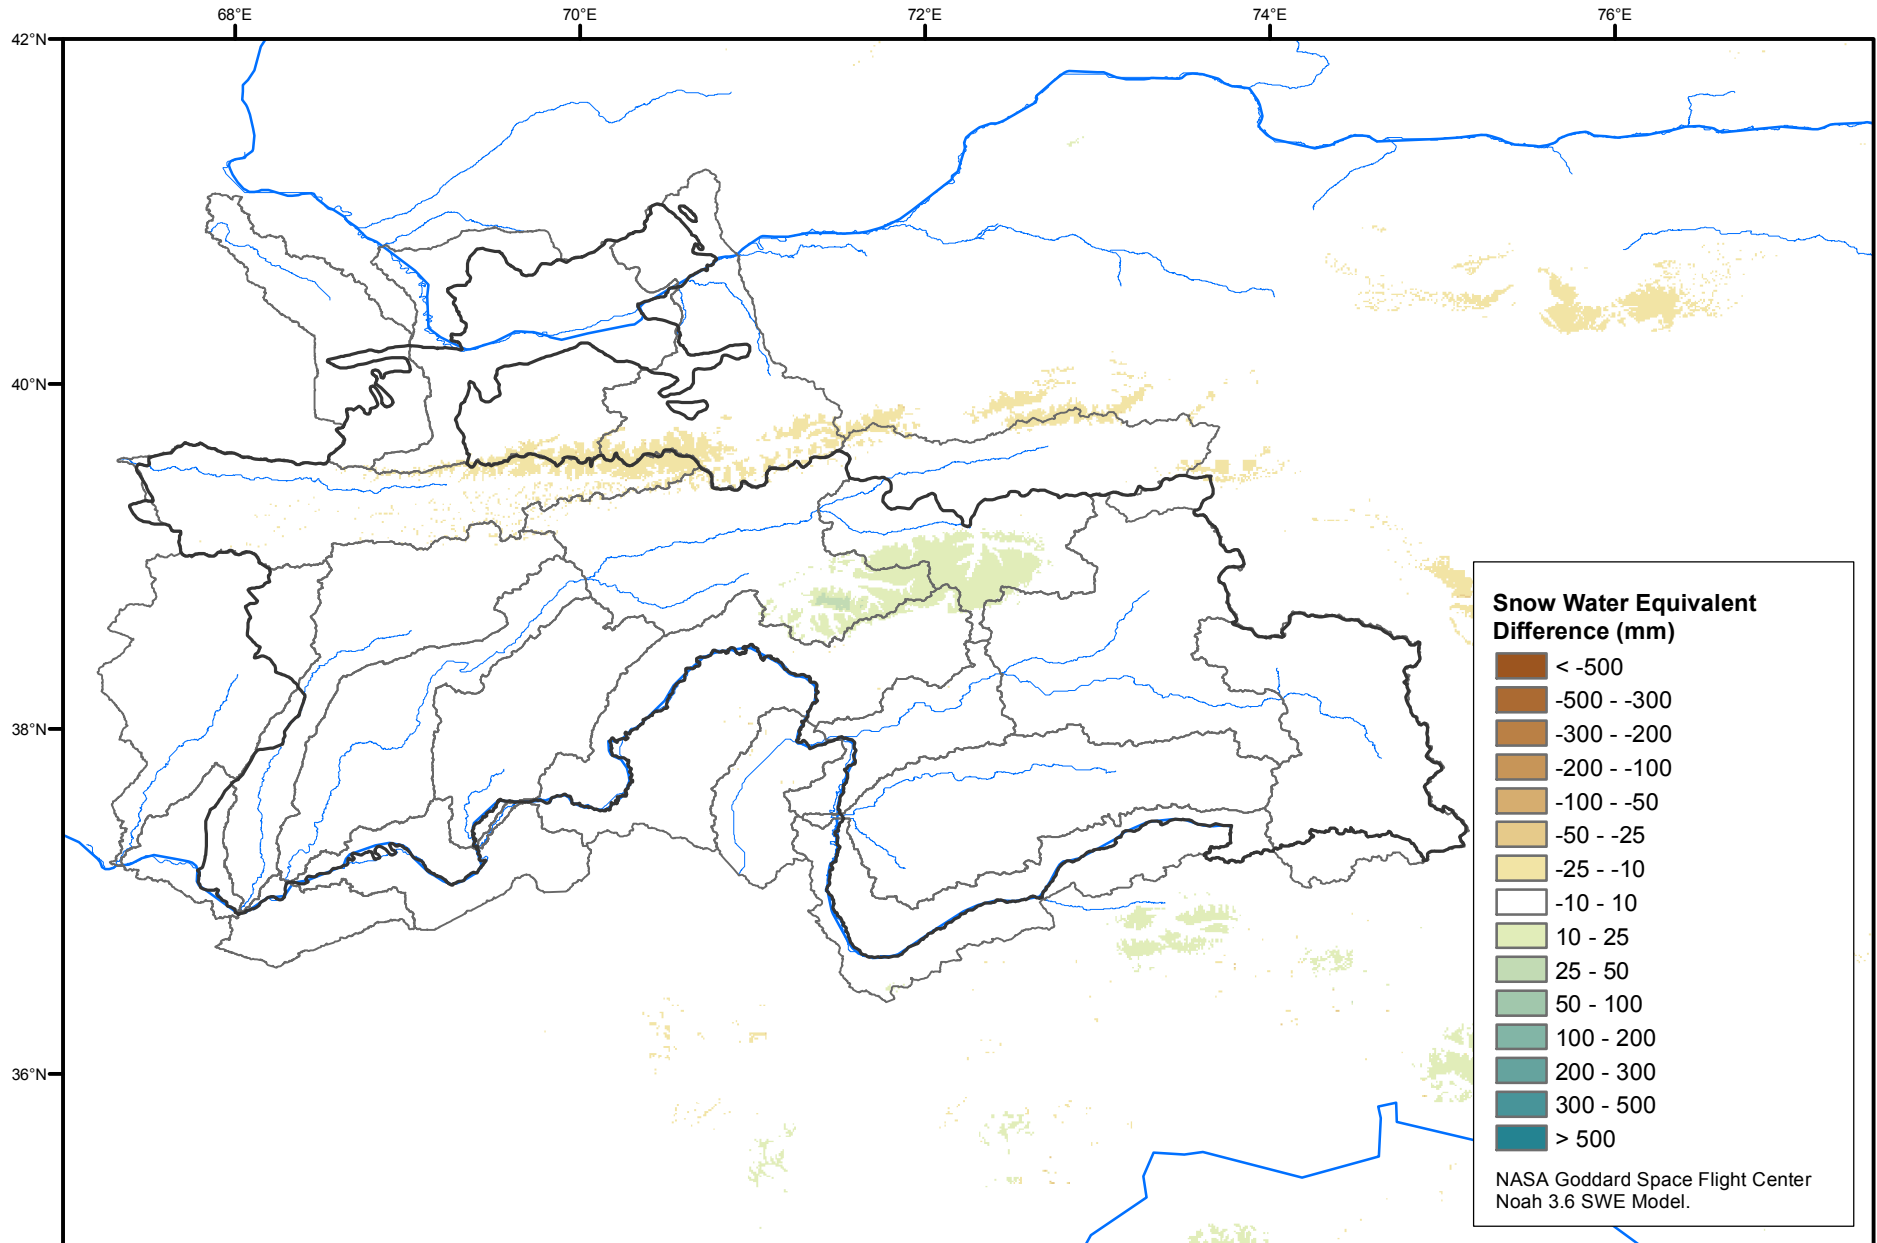 68°E
70°E
72°E
74°E
76°E
42°N
40°N
38°N
36°N
Snow Water Equivalent
Difference (mm)
< -500
-500 - -300
-300 - -200
-200 - -100
-100 - -50
-50 - -25
-25 - -10
-10 - 10
10 - 25
25 - 50
50 - 100
100 - 200
200 - 300
300 - 500
> 500
NASA Goddard Space Flight Center
Noah 3.6 SWE Model.